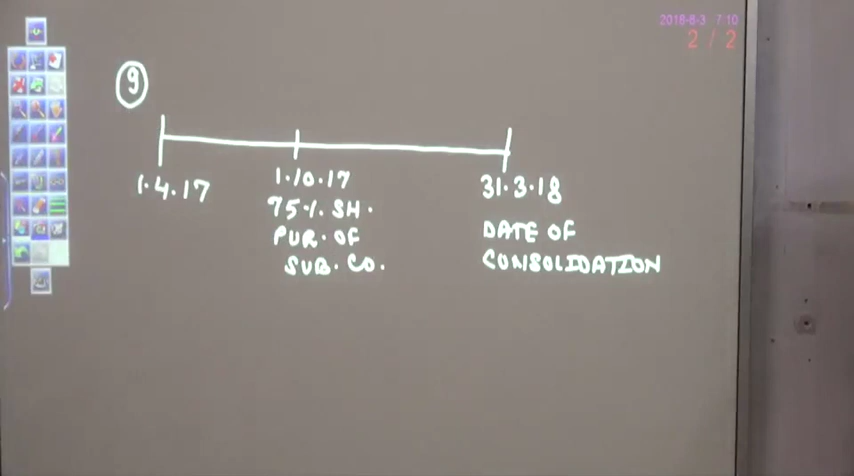 2018-6-3 7:10
2 / 2
9
1.4.17
1.10.17
75% SH.
PUR. OF
SUB. CO.
31.3.18
DATE OF
CONSOLIDATION